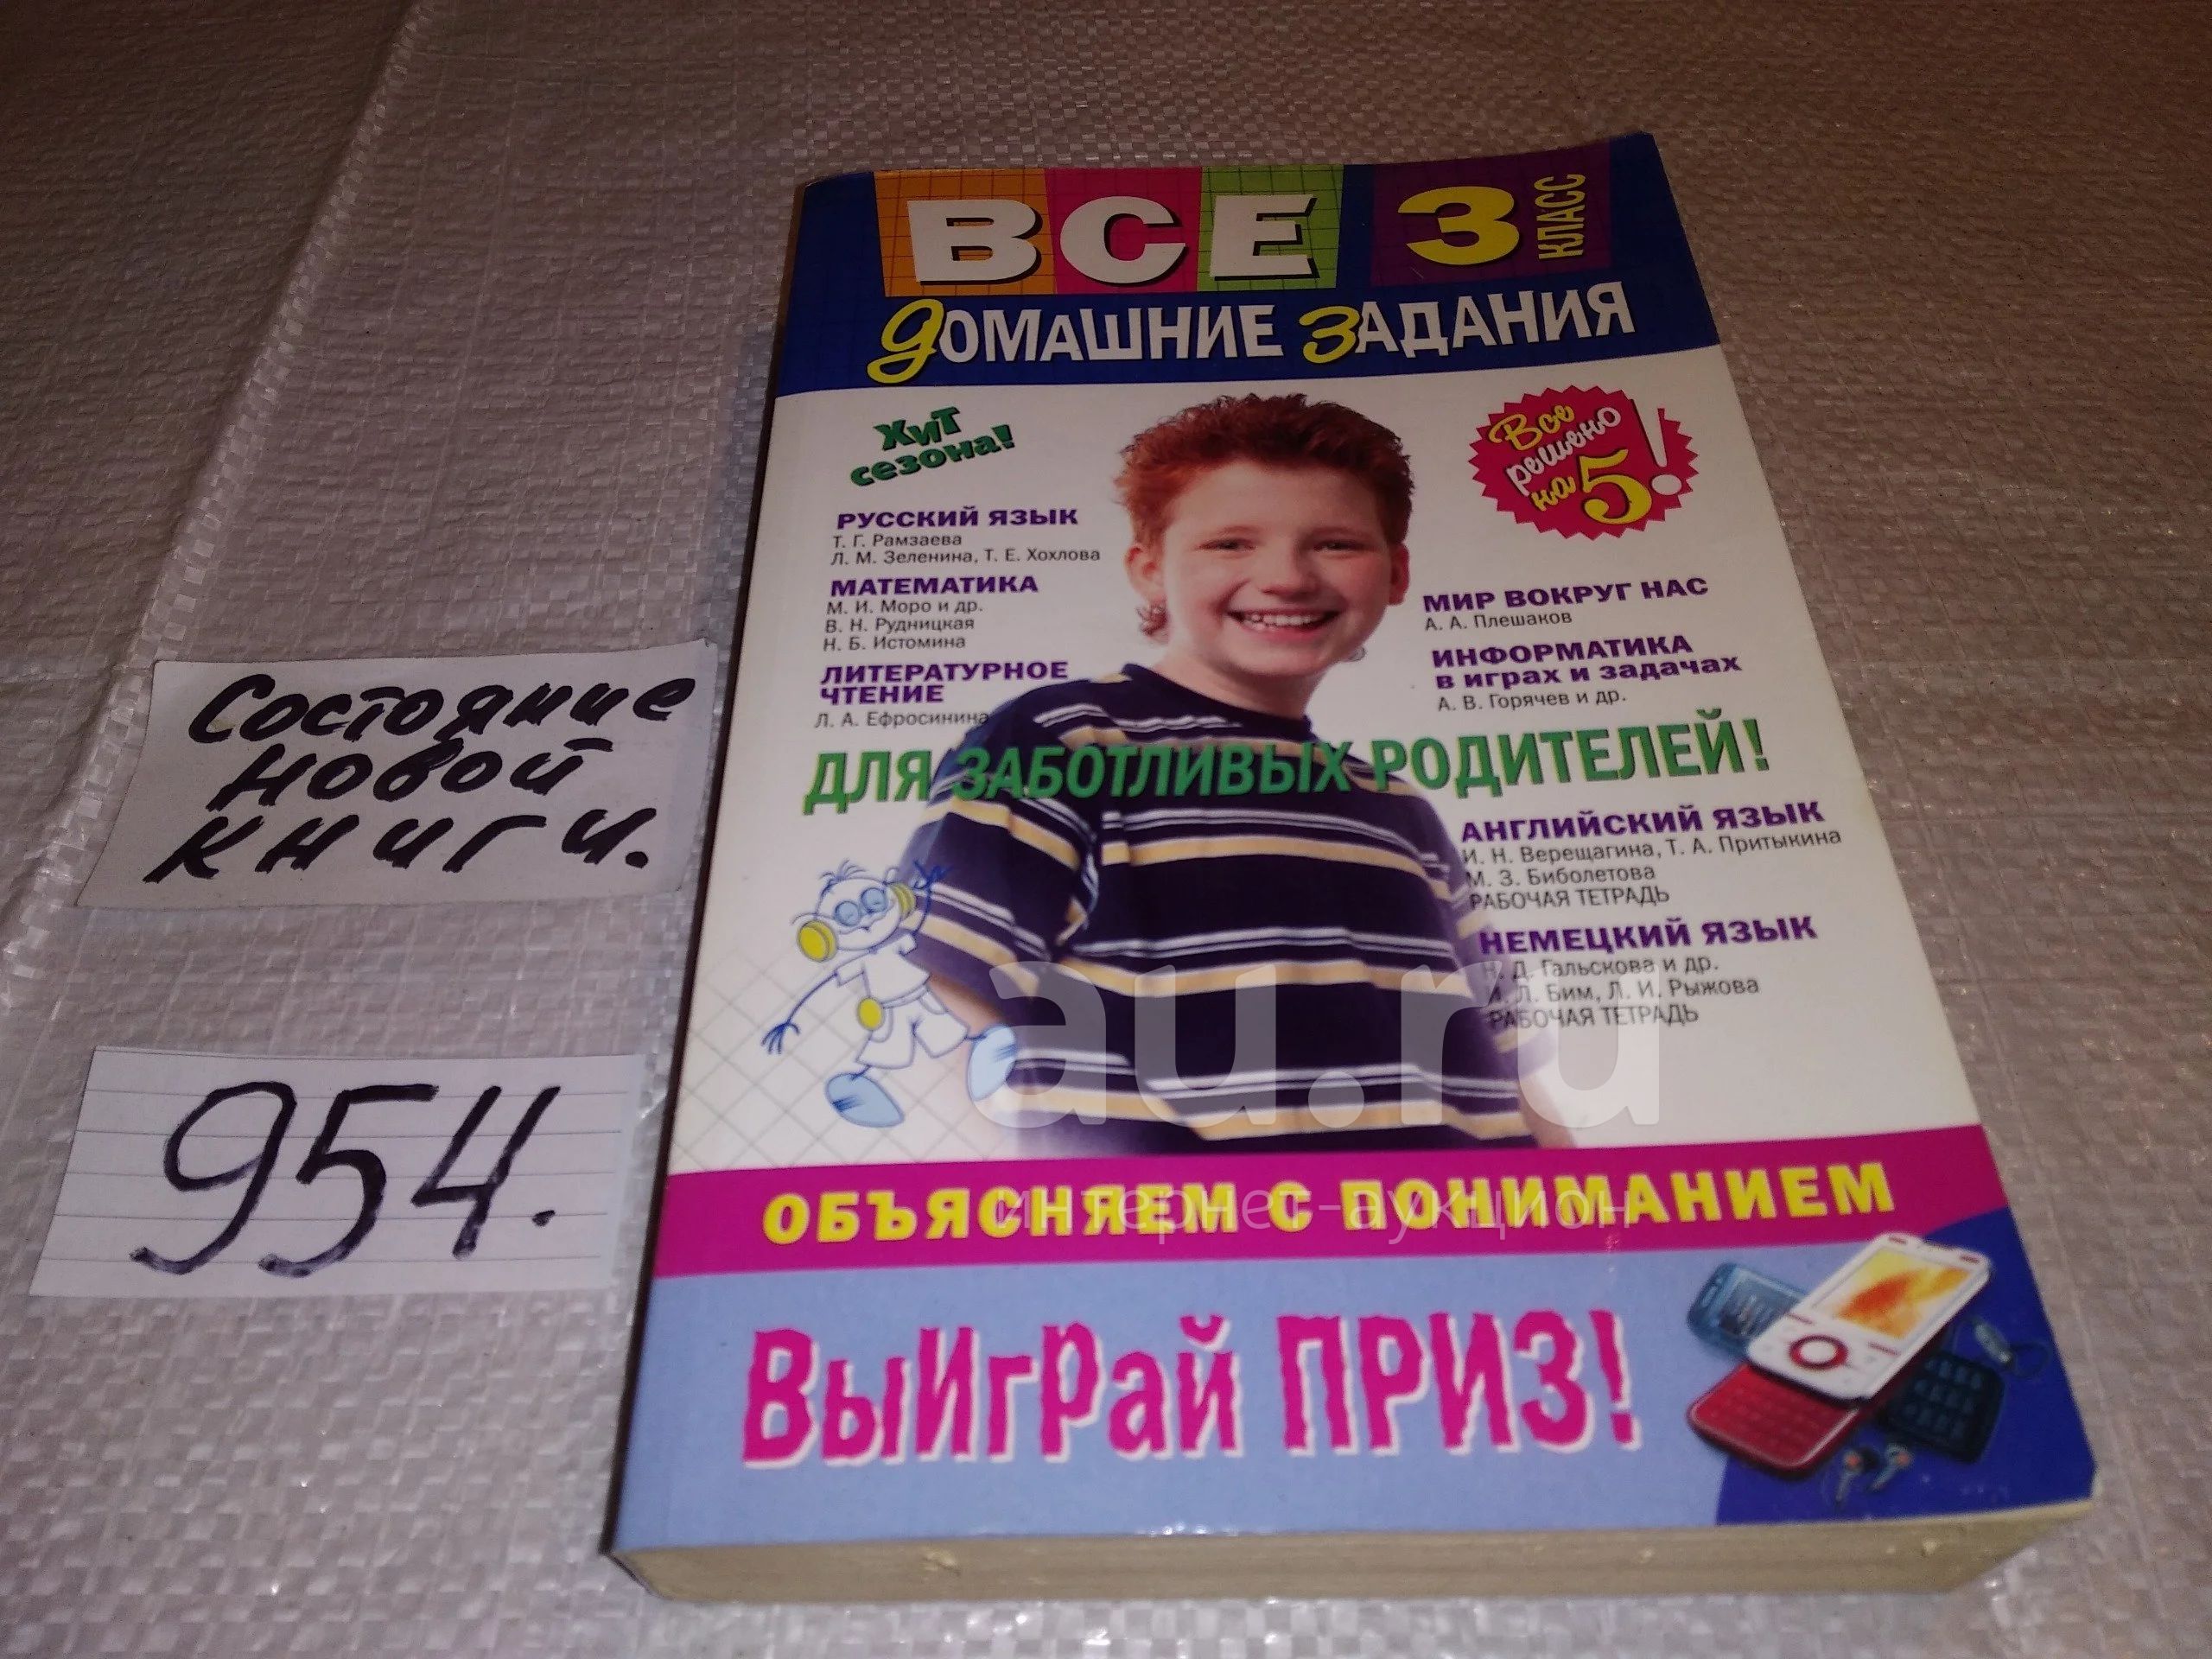 ВСЕ 3 КЛАСС
ДОМАШНИЕ ЗАДАНИЯ
ХИТ
сезона!
Все
решено
на 5!
РУССКИЙ ЯЗЫК
Т. Г. Рамзаева
Л. М. Зеленина, Т. Е. Хохлова
МАТЕМАТИКА
М. И. Моро и др.
В. Н. Рудницкая
Н. Б. Истомина
ЛИТЕРАТУРНОЕ
ЧТЕНИЕ
Л. А. Ефросинина
МИР ВОКРУГ НАС
А. А. Плешаков
ИНФОРМАТИКА
в играх и задачах
А. В. Горячев и др.
ДЛЯ ЗАБОТЛИВЫХ РОДИТЕЛЕЙ!
АНГЛИЙСКИЙ ЯЗЫК
И. Н. Верещагина, Т. А. Притыкина
М. З. Биболетова
РАБОЧАЯ ТЕТРАДЬ
НЕМЕЦКИЙ ЯЗЫК
Н. Д. Гальскова и др.
И. Л. Бим, Л. И. Рыжова
РАБОЧАЯ ТЕТРАДЬ
ОБЪЯСНЯЕМ С ПОНИМАНИЕМ
ВыИгРай ПРИЗ!
Состояние
новой
книги.
954.
au.ru
интернет-аукцион